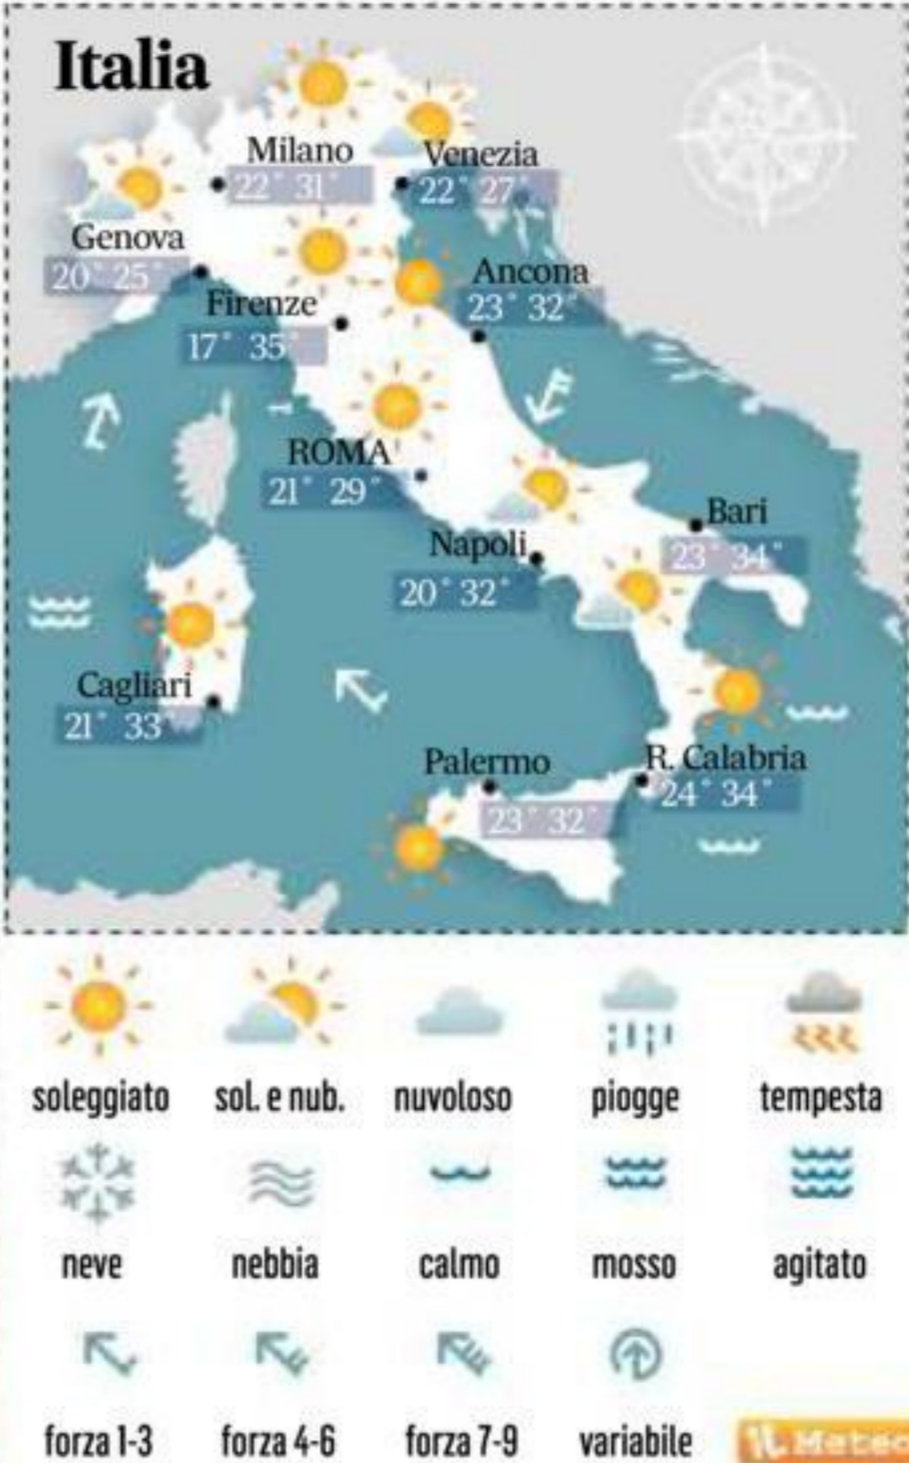 Italia
Milano
22° 31°
Venezia
22° 27°
Genova
20° 25°
Ancona
23° 32°
Firenze
17° 35°
ROMA
21° 29°
Bari
23° 34°
Napoli
20° 32°
Cagliari
21° 33°
Palermo
23° 32°
R. Calabria
24° 34°
soleggiato sol. e nub. nuvoloso piogge tempesta
neve nebbia calmo mosso agitato
forza 1-3 forza 4-6 forza 7-9 variabile
iL Meteo